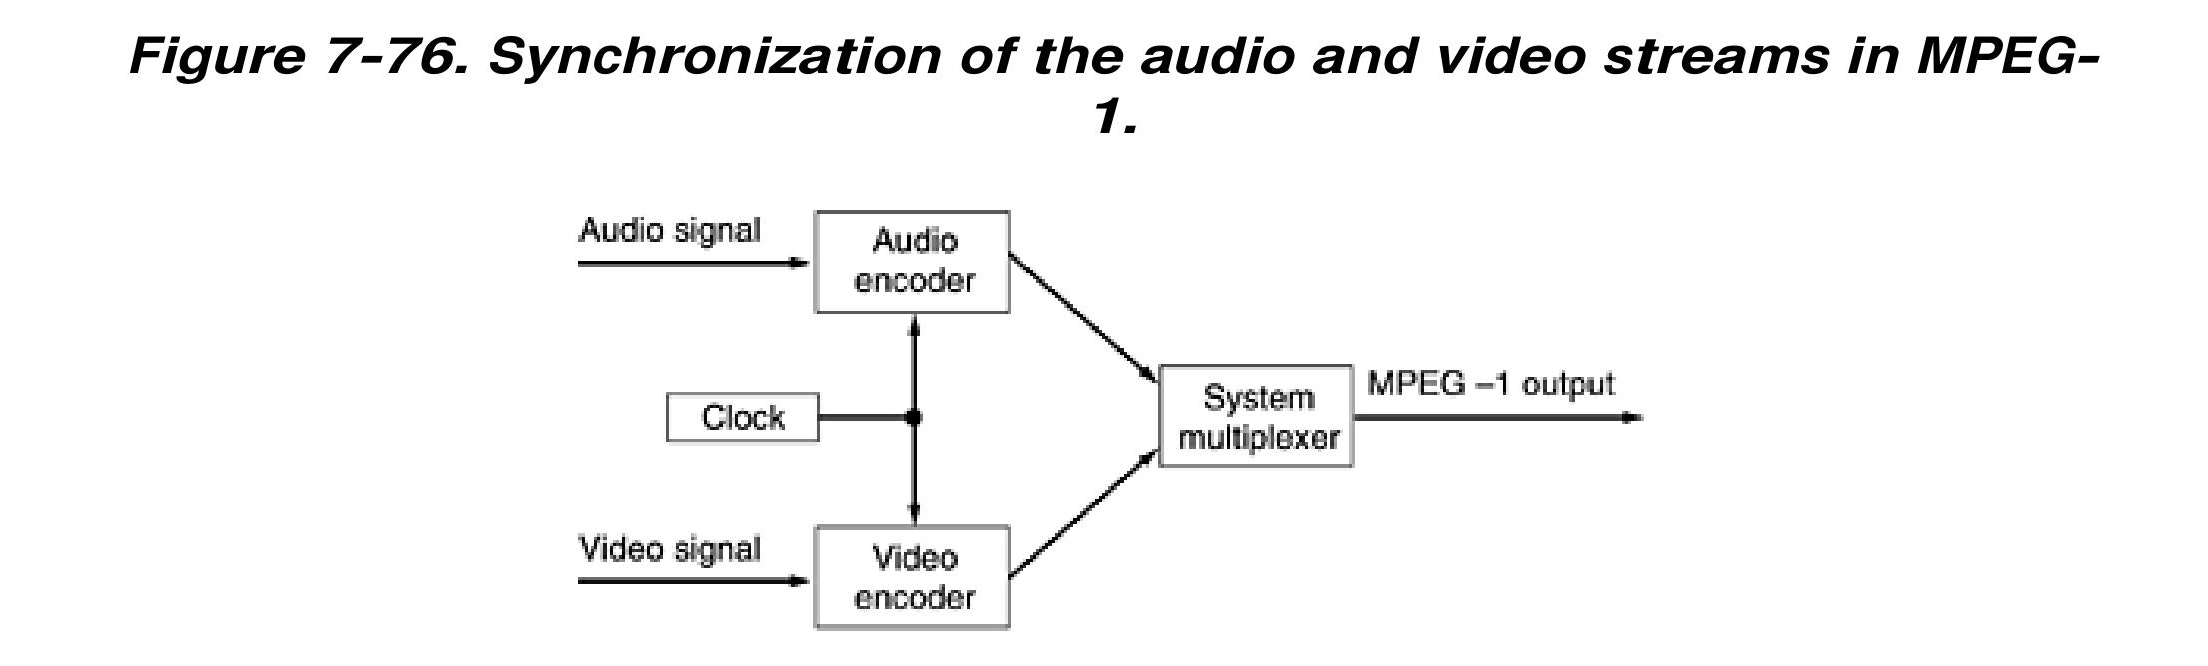 Figure 7-76. Synchronization of the audio and video streams in MPEG-
1.
Audio signal
Audio
encoder
Clock
System
multiplexer
MPEG –1 output
Video signal
Video
encoder